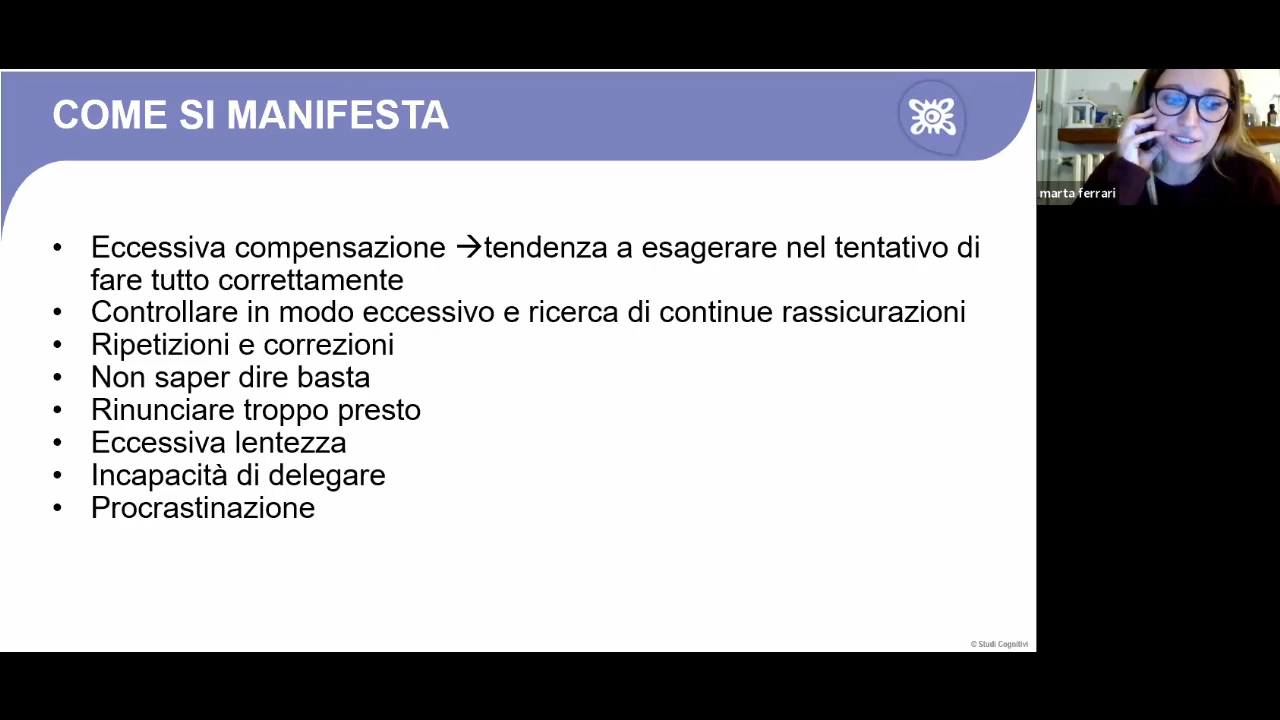 COME SI MANIFESTA
marta ferrari
• Eccessiva compensazione →tendenza a esagerare nel tentativo di
fare tutto correttamente
• Controllare in modo eccessivo e ricerca di continue rassicurazioni
• Ripetizioni e correzioni
• Non saper dire basta
• Rinunciare troppo presto
• Eccessiva lentezza
• Incapacità di delegare
• Procrastinazione
© Studi Cognitivi